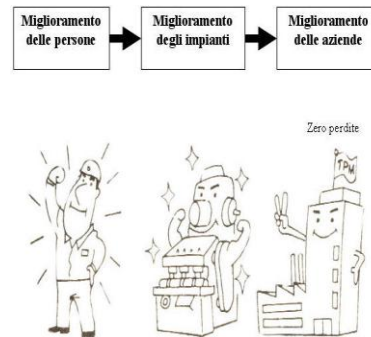 Miglioramento
delle persone
Miglioramento
degli impianti
Miglioramento
delle aziende
Zero perdite
TPM